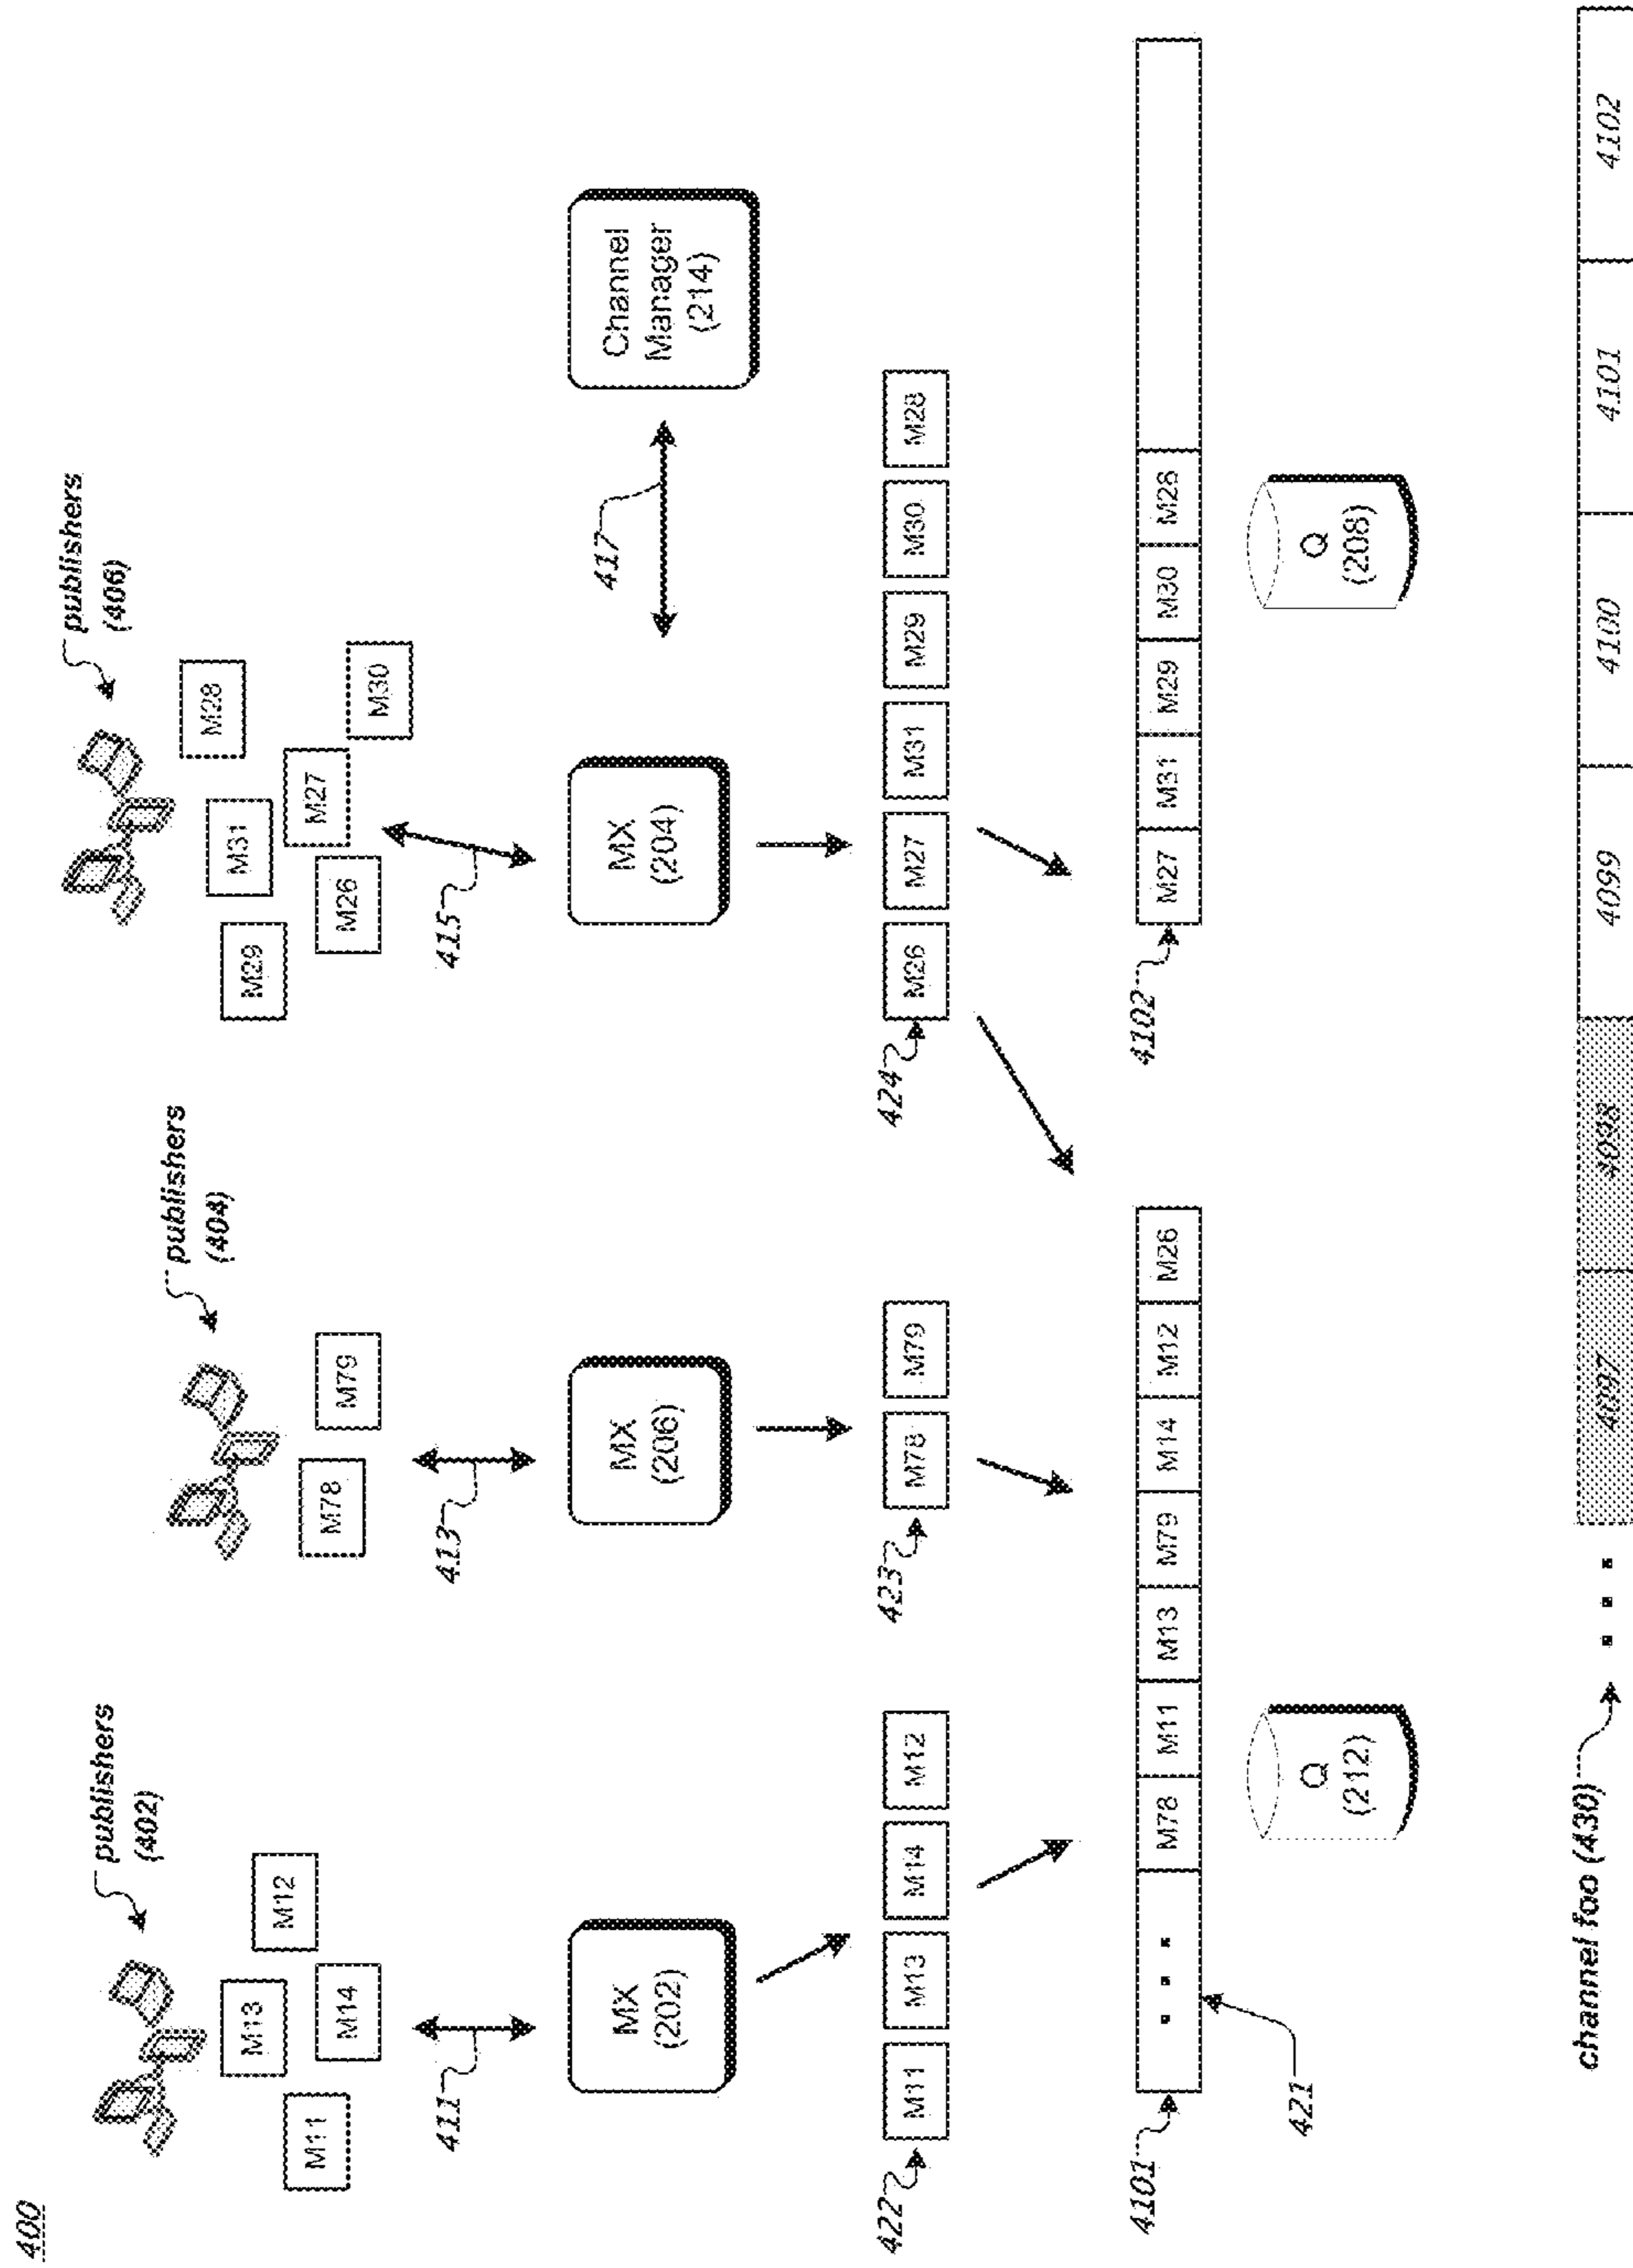 400
publishers
(402)
publishers
(404)
publishers
(406)
M11
M13
M14
M12
M78
M79
M29
M31
M26
M27
M28
M30
411
413
415
417
MX
(202)
MX
(206)
MX
(204)
Channel
Manager
(214)
422
M11
M13
M14
M12
423
M78
M79
424
M26
M27
M31
M29
M30
M28
4101
M78
M11
M13
M79
M14
M12
M26
4102
M27
M31
M29
M30
M28
421
Q
(212)
Q
(208)
channel foo (430)
4097
4098
4099
4100
4101
4102